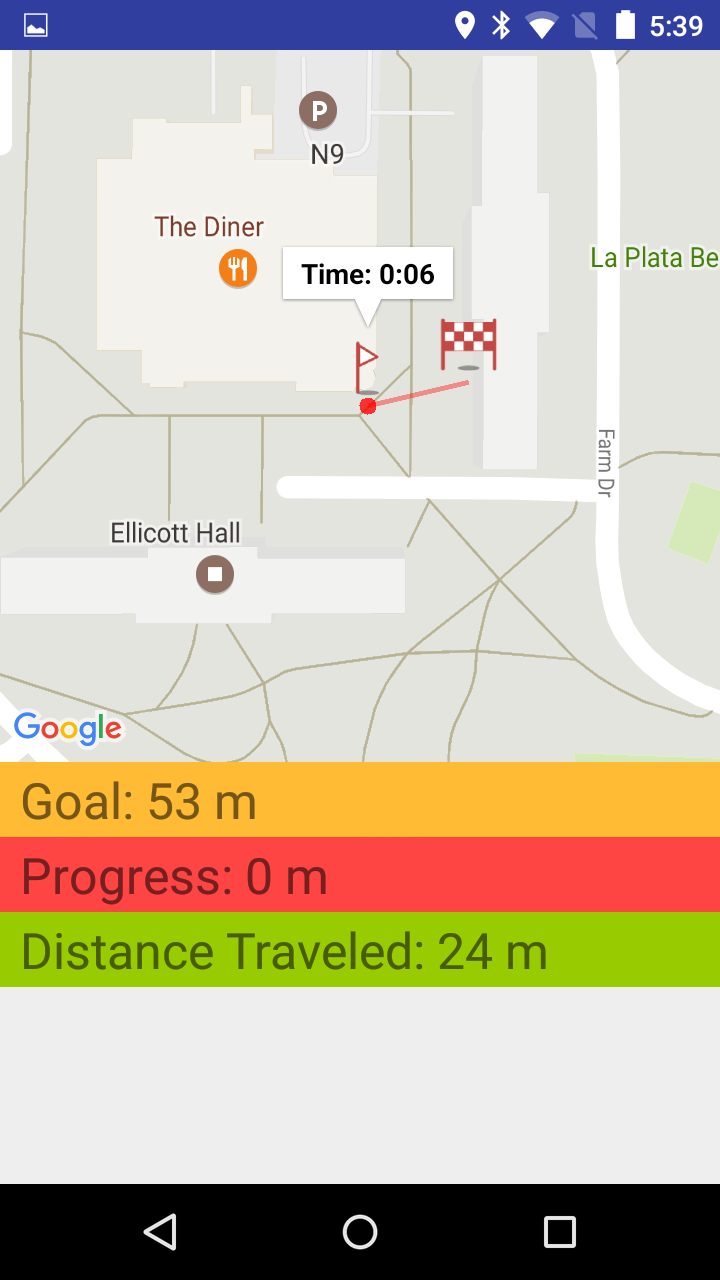 5:39
P
N9
The Diner
La Plata Be
Time: 0:06
Farm Dr
Ellicott Hall
Google
Goal: 53 m
Progress: 0 m
Distance Traveled: 24 m